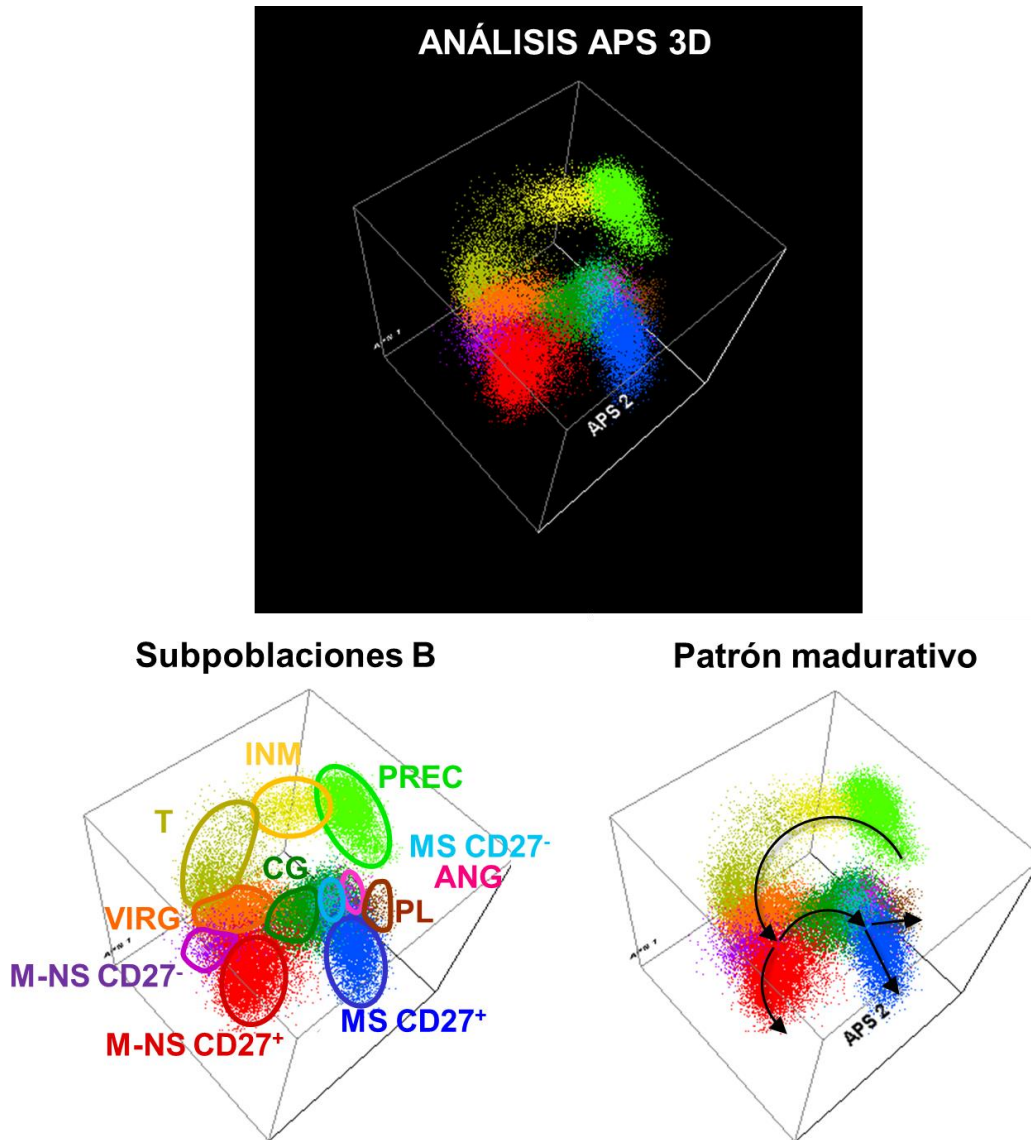 ANÁLISIS APS 3D
APS 2
Subpoblaciones B
Patrón madurativo
INM
PREC
T
MS CD27-
CG
ANG
VIRG
PL
M-NS CD27-
MS CD27+
M-NS CD27+
APS 2